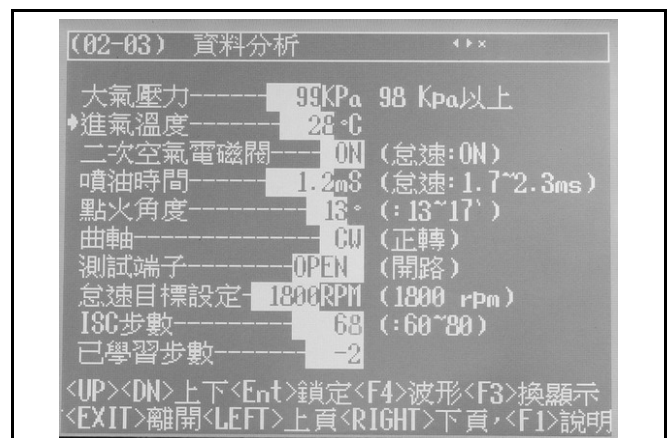 (02-03) 資料分析
大氣壓力------99KPa 98 Kpa以上
進氣溫度------28°C
二次空氣電磁閥----ON (怠速:ON)
噴油時間--------1.2mS (怠速:1.7~2.3ms)
點火角度--------13° (:13~17°)
曲軸-----------CW (正轉)
測試端子-------OPEN (開路)
怠速目標設定-1800RPM (1800 rpm)
ISC步數---------68 (:60~80)
已學習步數-------2
<UP><DN>上下<Ent>鎖定<F4>波形<F3>換顯示
<EXIT>離開<LEFT>上頁<RIGHT>下頁,<F1>說明